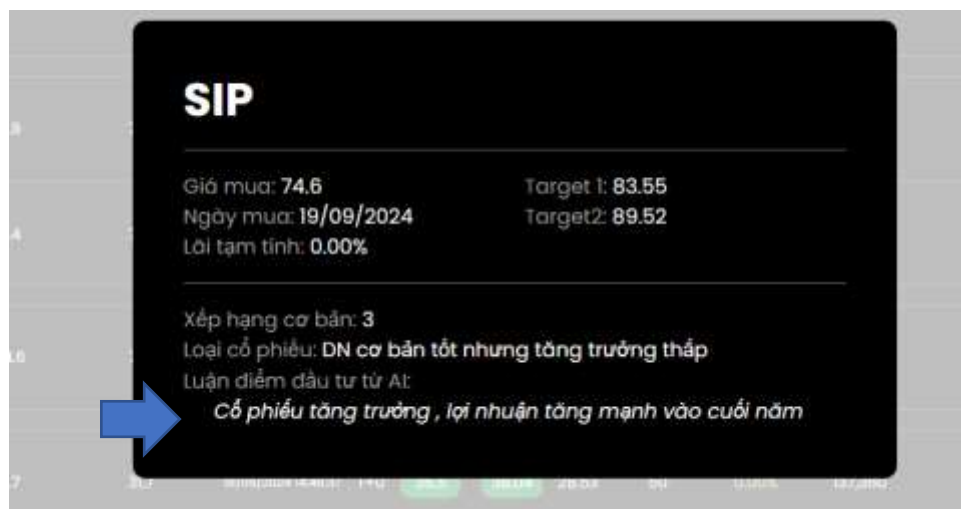 SIP
Giá mua: 74.6
Target 1: 83.55
Ngày mua: 19/09/2024
Target2: 89.52
Lãi tạm tính: 0.00%
Xếp hạng cơ bản: 3
Loại cổ phiếu: DN cơ bản tốt nhưng tăng trưởng thấp
Luận điểm đầu tư từ AI:
Cổ phiếu tăng trưởng , lợi nhuận tăng mạnh vào cuối năm